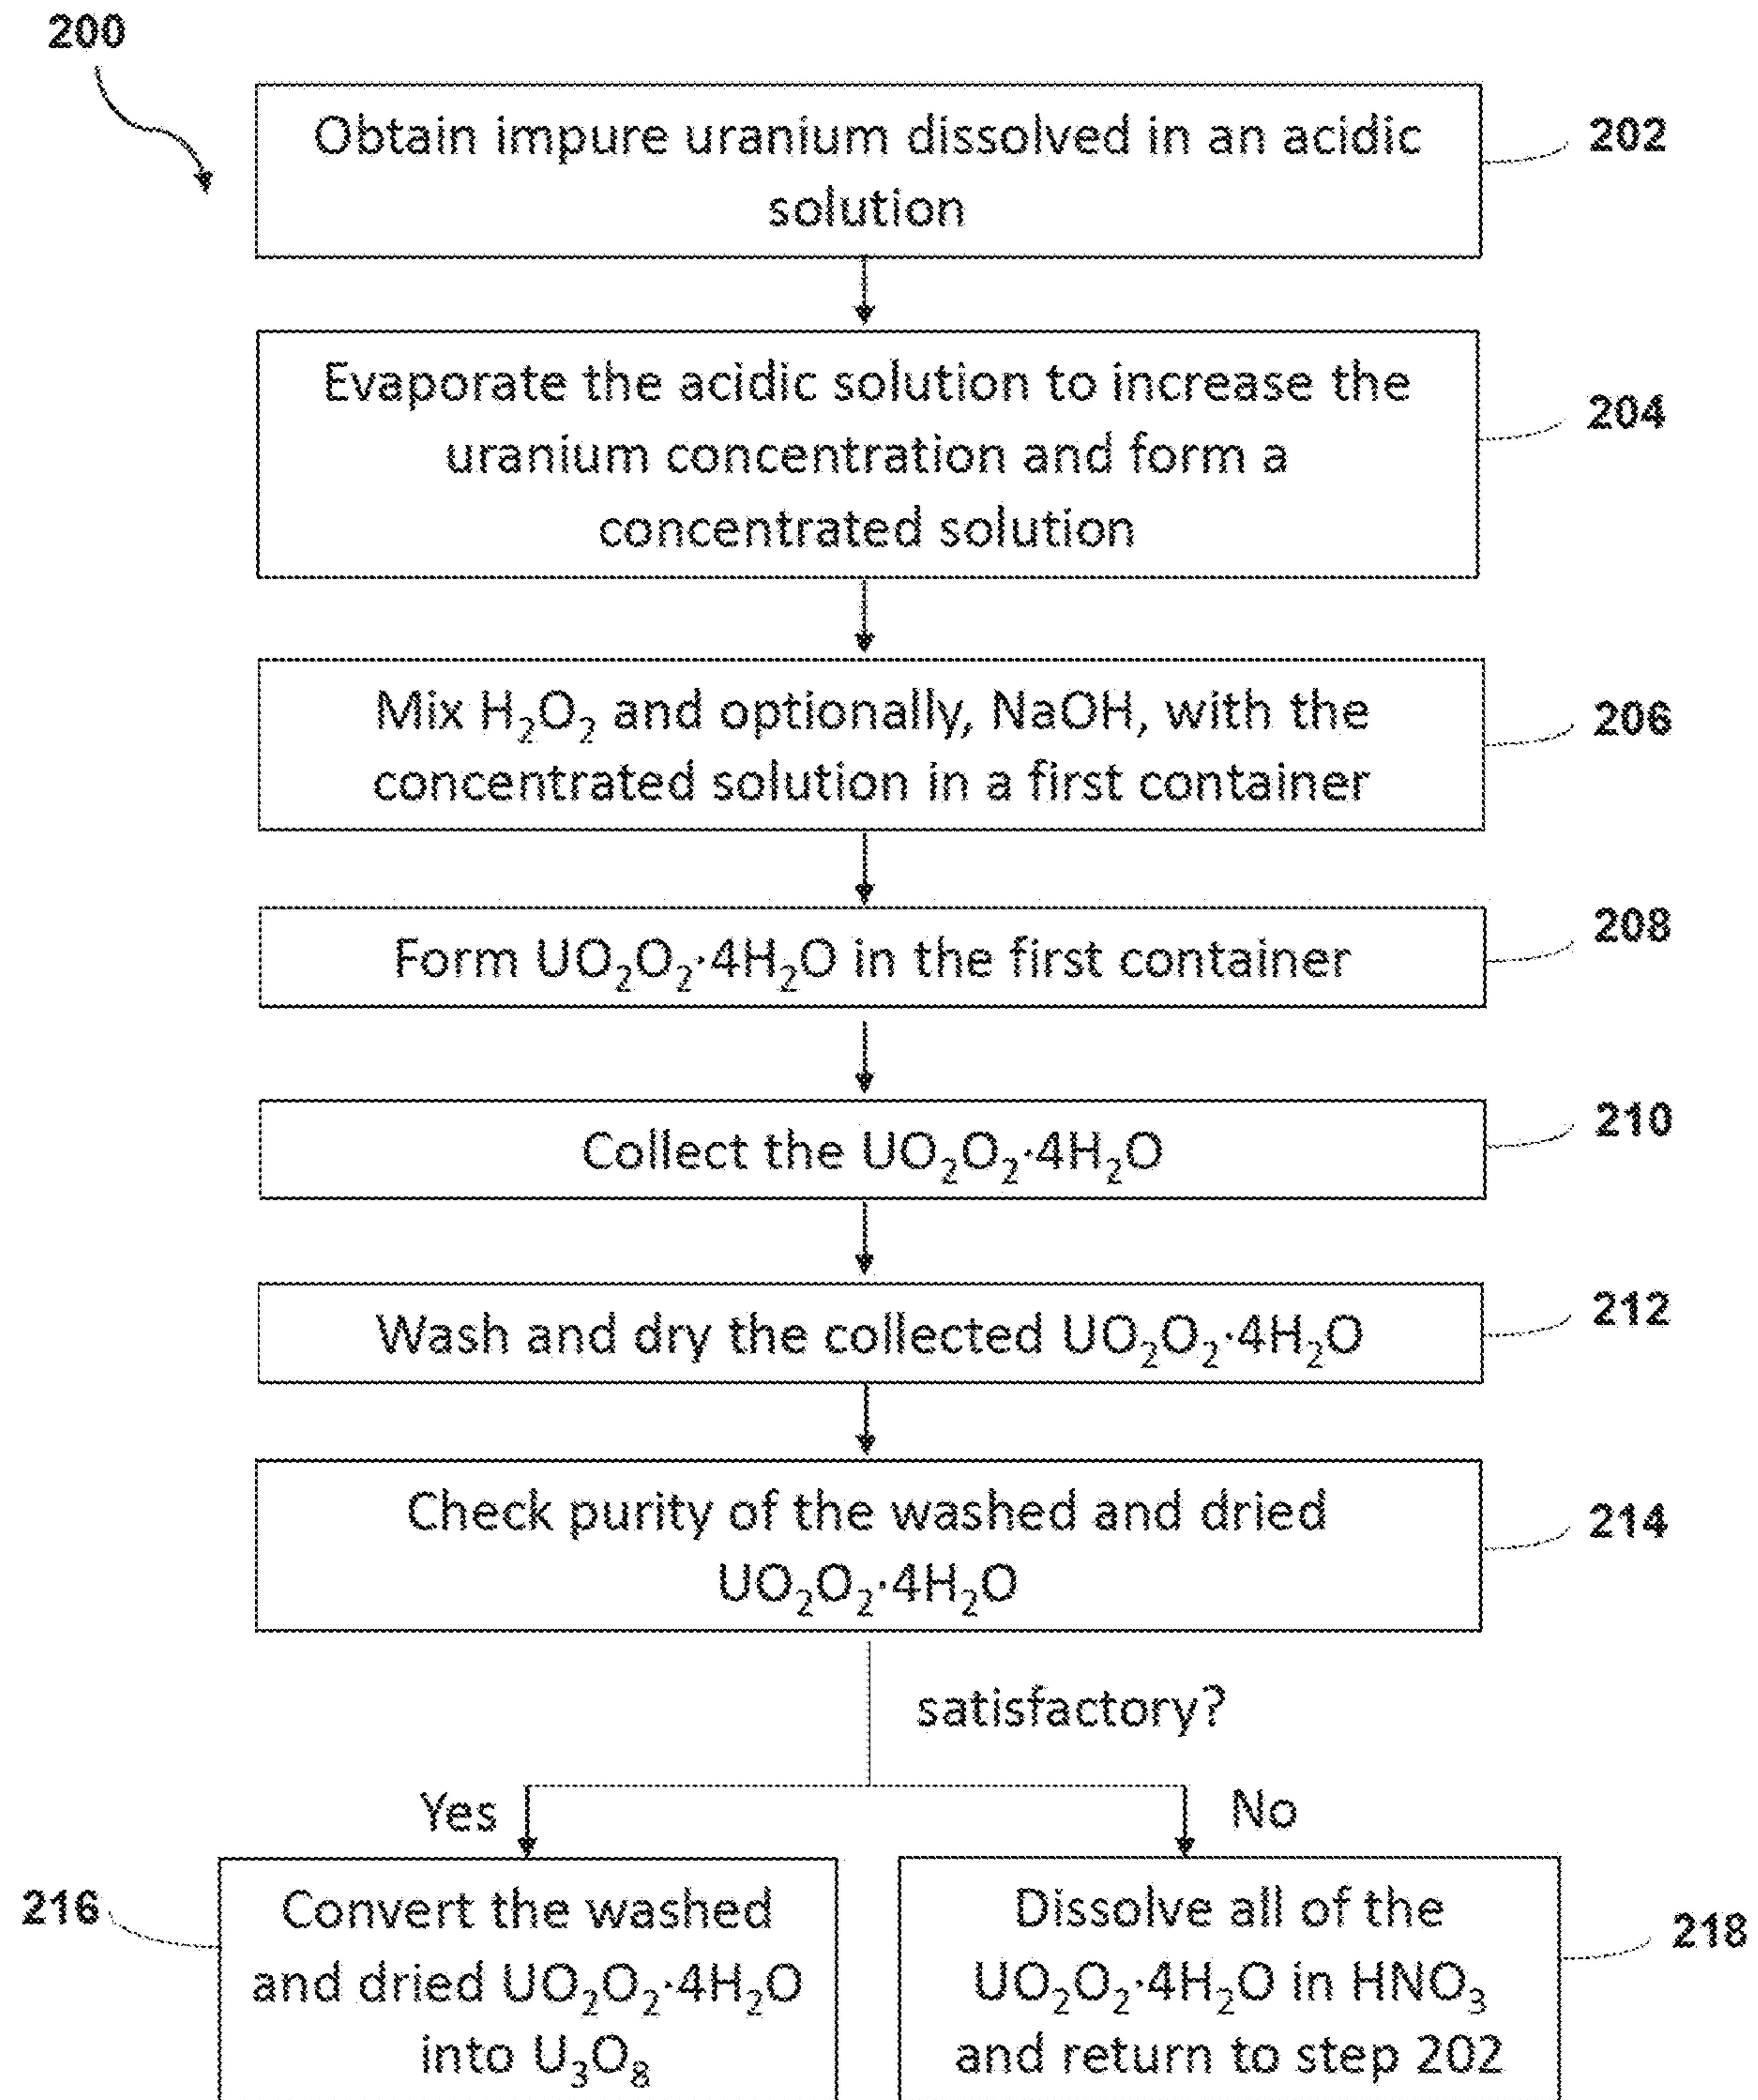 200
Obtain impure uranium dissolved in an acidic
solution
202
Evaporate the acidic solution to increase the
uranium concentration and form a
concentrated solution
204
Mix H₂O₂ and optionally, NaOH, with the
concentrated solution in a first container
206
Form UO₂O₂·4H₂O in the first container
208
Collect the UO₂O₂·4H₂O
210
Wash and dry the collected UO₂O₂·4H₂O
212
Check purity of the washed and dried
UO₂O₂·4H₂O
214
satisfactory?
Yes
No
216
Convert the washed
and dried UO₂O₂·4H₂O
into U₃O₈
Dissolve all of the
UO₂O₂·4H₂O in HNO₃
and return to step 202
218